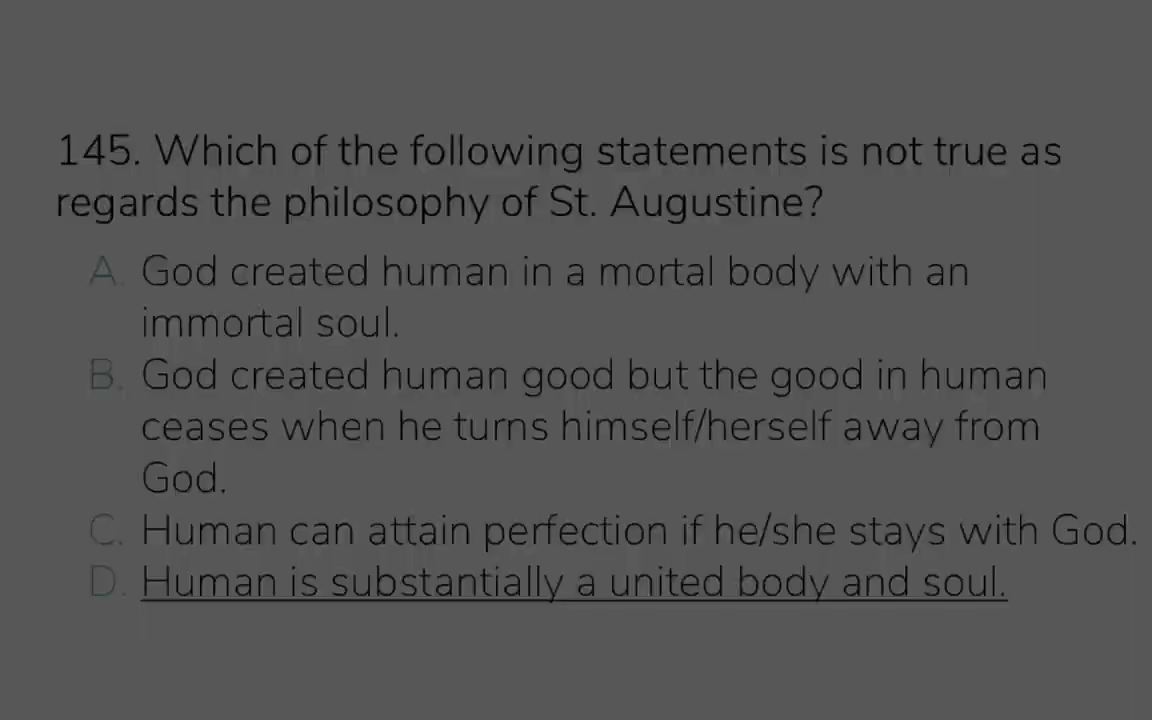 145. Which of the following statements is not true as
regards the philosophy of St. Augustine?
A. God created human in a mortal body with an
immortal soul.
B. God created human good but the good in human
ceases when he turns himself/herself away from
God.
C. Human can attain perfection if he/she stays with God.
D. Human is substantially a united body and soul.